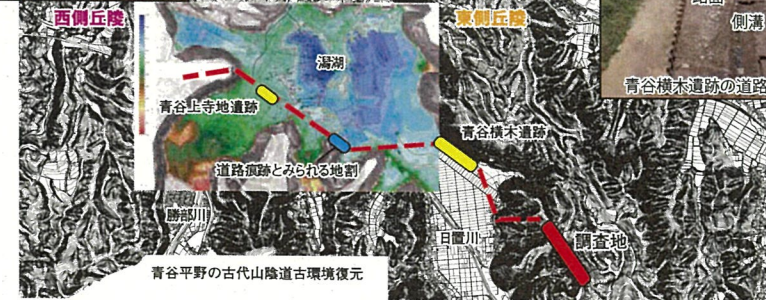 西側丘陵
東側丘陵
側溝
青谷横木遺跡の道路
潟湖
青谷上寺地遺跡
青谷横木遺跡
道路痕跡とみられる地割
勝部川
日置川
調査地
青谷平野の古代山陰道古環境復元